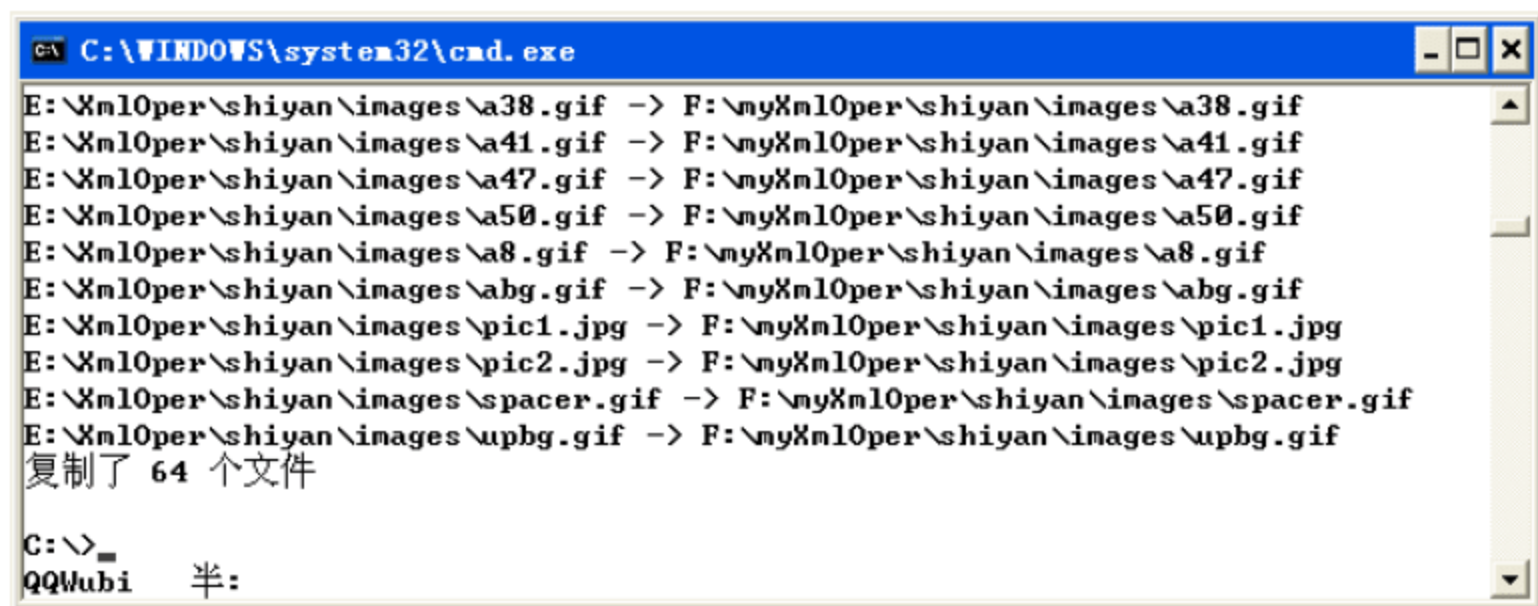 C:\WINDOWS\system32\cmd.exe
E:\XmlOper\shiyan\images\a38.gif -> F:\myXmlOper\shiyan\images\a38.gif
E:\XmlOper\shiyan\images\a41.gif -> F:\myXmlOper\shiyan\images\a41.gif
E:\XmlOper\shiyan\images\a47.gif -> F:\myXmlOper\shiyan\images\a47.gif
E:\XmlOper\shiyan\images\a50.gif -> F:\myXmlOper\shiyan\images\a50.gif
E:\XmlOper\shiyan\images\a8.gif -> F:\myXmlOper\shiyan\images\a8.gif
E:\XmlOper\shiyan\images\abg.gif -> F:\myXmlOper\shiyan\images\abg.gif
E:\XmlOper\shiyan\images\pic1.jpg -> F:\myXmlOper\shiyan\images\pic1.jpg
E:\XmlOper\shiyan\images\pic2.jpg -> F:\myXmlOper\shiyan\images\pic2.jpg
E:\XmlOper\shiyan\images\spacer.gif -> F:\myXmlOper\shiyan\images\spacer.gif
E:\XmlOper\shiyan\images\upbg.gif -> F:\myXmlOper\shiyan\images\upbg.gif
复制了 64 个文件
C:\>_
QQWubi 半: